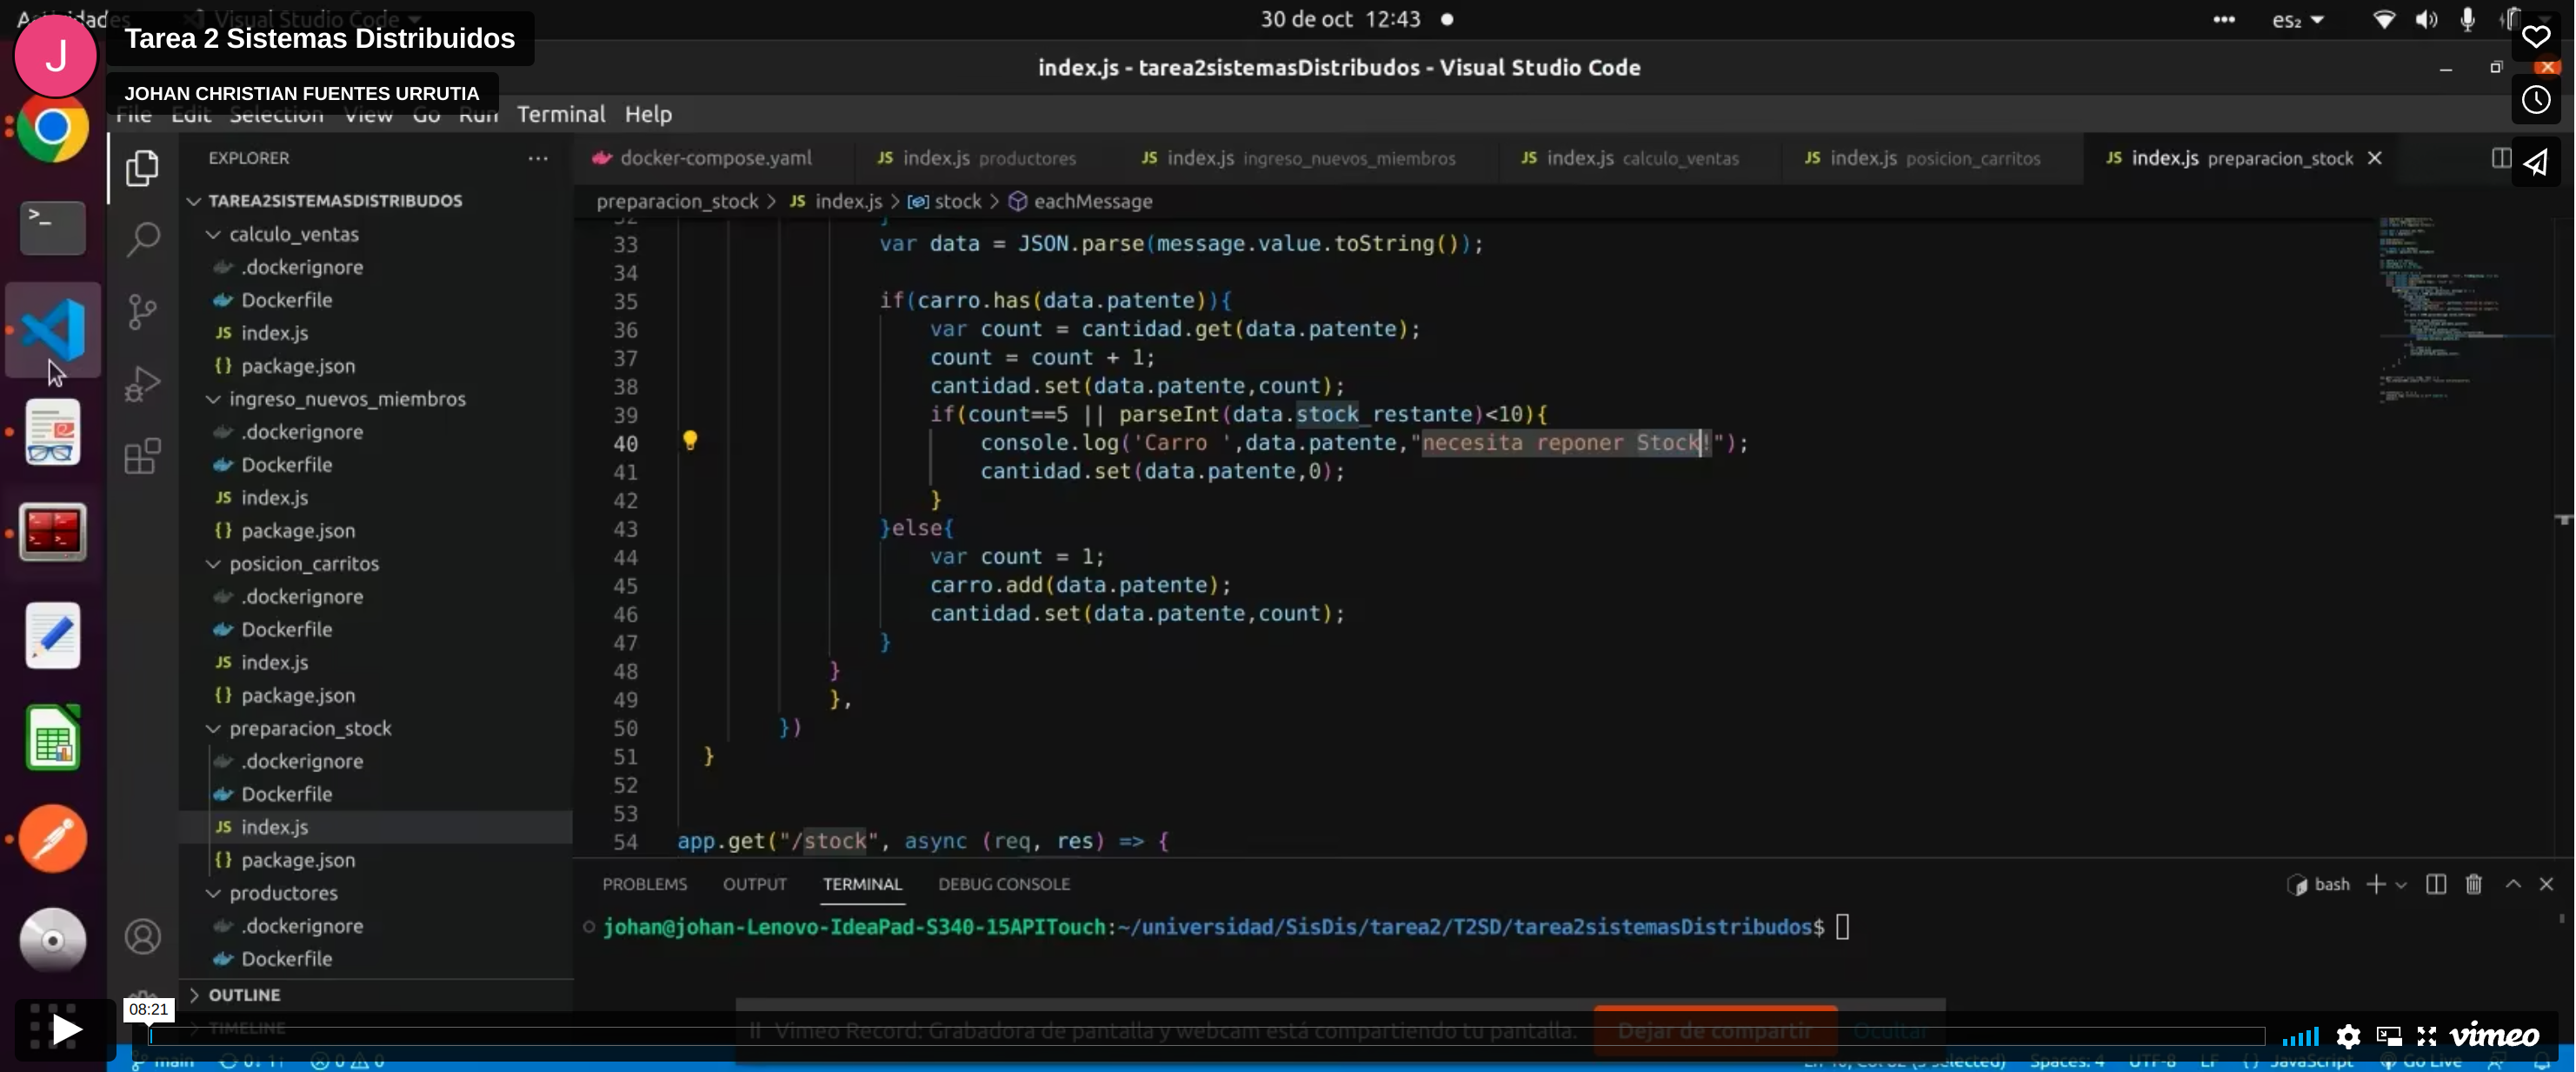 Actividades Visual Studio Code 30 de oct 12:43 es₂
J
Tarea 2 Sistemas Distribuidos
JOHAN CHRISTIAN FUENTES URRUTIA
index.js - tarea2sistemasDistribudos - Visual Studio Code
File Edit Selection View Go Run Terminal Help
EXPLORER
TAREA2SISTEMASDISTRIBUDOS
calculo_ventas
.dockerignore
Dockerfile
JS index.js
{} package.json
ingreso_nuevos_miembros
.dockerignore
Dockerfile
JS index.js
{} package.json
posicion_carritos
.dockerignore
Dockerfile
JS index.js
{} package.json
preparacion_stock
.dockerignore
Dockerfile
JS index.js
{} package.json
productores
.dockerignore
Dockerfile
OUTLINE
TIMELINE
docker-compose.yaml JS index.js productores JS index.js ingreso_nuevos_miembros JS index.js calculo_ventas JS index.js posicion_carritos JS index.js preparacion_stock
preparacion_stock > JS index.js > stock > eachMessage
32 }
33 var data = JSON.parse(message.value.toString());
34
35 if(carro.has(data.patente)){
36 var count = cantidad.get(data.patente);
37 count = count + 1;
38 cantidad.set(data.patente,count);
39 if(count==5 || parseInt(data.stock_restante)<10){
40 console.log('Carro ',data.patente,"necesita reponer Stock!");
41 cantidad.set(data.patente,0);
42 }
43 }else{
44 var count = 1;
45 carro.add(data.patente);
46 cantidad.set(data.patente,count);
47 }
48 }
49 },
50 })
51 }
52
53
54 app.get("/stock", async (req, res) => {
PROBLEMS OUTPUT TERMINAL DEBUG CONSOLE bash
johan@johan-Lenovo-IdeaPad-S340-15APITouch:~/universidad/SisDis/tarea2/T2SD/tarea2sistemasDistribudos$
08:21
Vimeo Record: Grabadora de pantalla y webcam está compartiendo tu pantalla. Dejar de compartir Ocultar
vimeo
main 0↓ 1↑ 0 0 selected) Spaces: 4 UTF-8 LF {} JavaScript Go Live